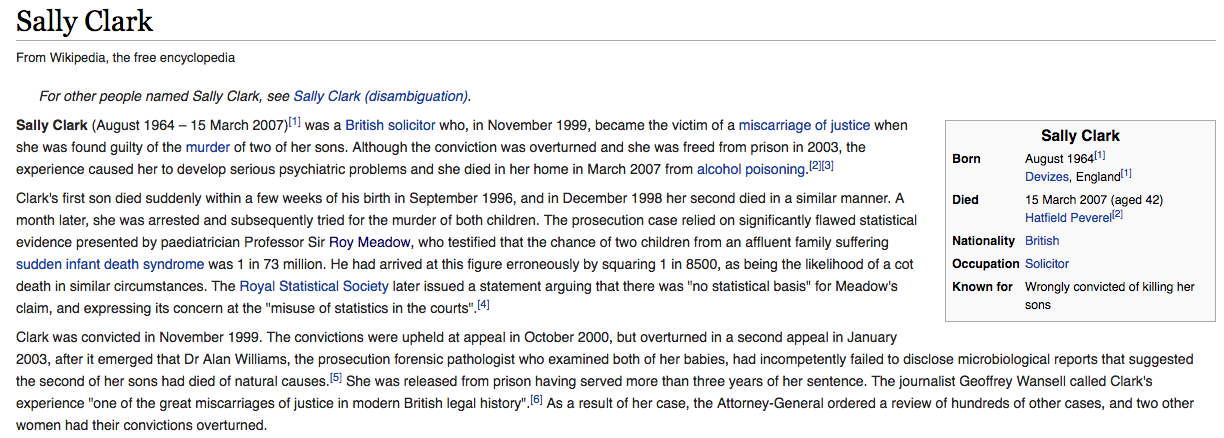 Sally Clark
From Wikipedia, the free encyclopedia
For other people named Sally Clark, see Sally Clark (disambiguation).
Sally Clark (August 1964 – 15 March 2007)[1] was a British solicitor who, in November 1999, became the victim of a miscarriage of justice when
she was found guilty of the murder of two of her sons. Although the conviction was overturned and she was freed from prison in 2003, the
experience caused her to develop serious psychiatric problems and she died in her home in March 2007 from alcohol poisoning.[2][3]
Clark's first son died suddenly within a few weeks of his birth in September 1996, and in December 1998 her second died in a similar manner. A
month later, she was arrested and subsequently tried for the murder of both children. The prosecution case relied on significantly flawed statistical
evidence presented by paediatrician Professor Sir Roy Meadow, who testified that the chance of two children from an affluent family suffering
sudden infant death syndrome was 1 in 73 million. He had arrived at this figure erroneously by squaring 1 in 8500, as being the likelihood of a cot
death in similar circumstances. The Royal Statistical Society later issued a statement arguing that there was "no statistical basis" for Meadow's
claim, and expressing its concern at the "misuse of statistics in the courts".[4]
Clark was convicted in November 1999. The convictions were upheld at appeal in October 2000, but overturned in a second appeal in January
2003, after it emerged that Dr Alan Williams, the prosecution forensic pathologist who examined both of her babies, had incompetently failed to disclose microbiological reports that suggested
the second of her sons had died of natural causes.[5] She was released from prison having served more than three years of her sentence. The journalist Geoffrey Wansell called Clark's
experience "one of the great miscarriages of justice in modern British legal history".[6] As a result of her case, the Attorney-General ordered a review of hundreds of other cases, and two other
women had their convictions overturned.
Sally Clark
Born August 1964[1]
Devizes, England[1]
Died 15 March 2007 (aged 42)
Hatfield Peverel[2]
Nationality British
Occupation Solicitor
Known for Wrongly convicted of killing her
sons